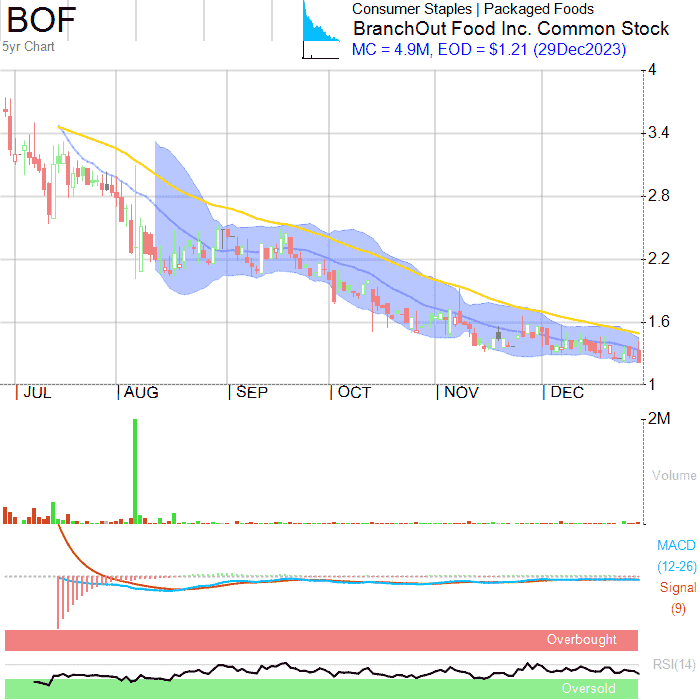 BOF
5yr Chart
Consumer Staples | Packaged Foods
BranchOut Food Inc. Common Stock
MC = 4.9M, EOD = $1.21 (29Dec2023)
4
3.4
2.8
2.2
1.6
1
JUL AUG SEP OCT NOV DEC
2M
Volume
MACD
(12-26)
Signal
(9)
Overbought
RSI(14)
Oversold